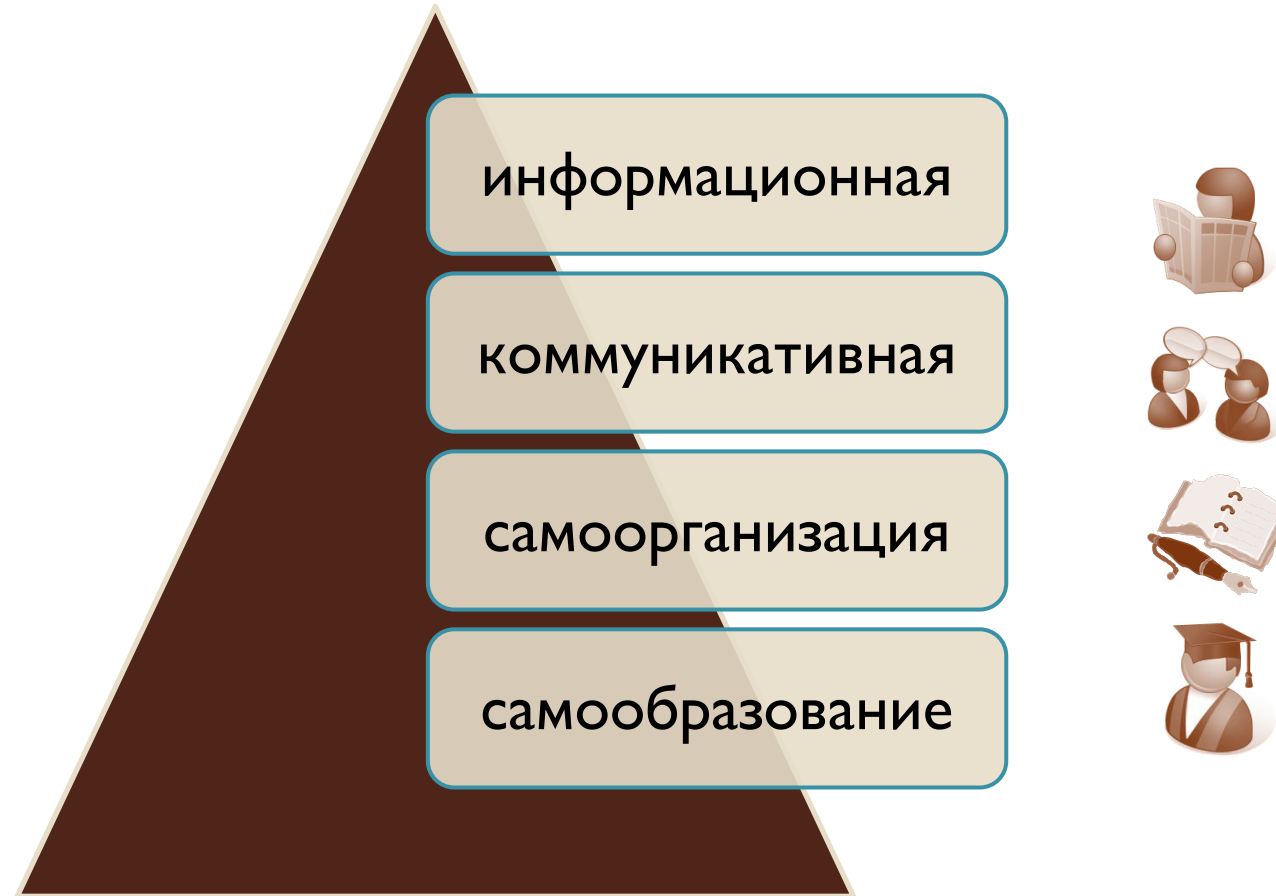 информационная
коммуникативная
самоорганизация
самообразование